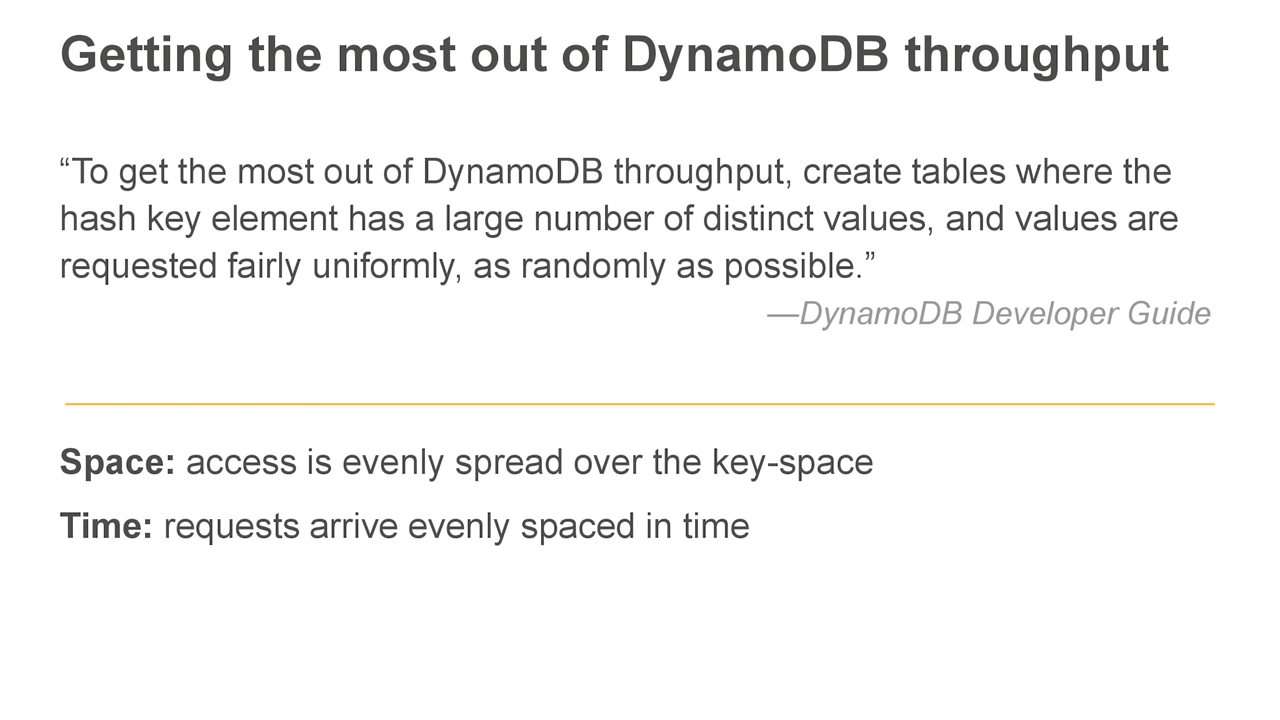 Getting the most out of DynamoDB throughput
“To get the most out of DynamoDB throughput, create tables where the
hash key element has a large number of distinct values, and values are
requested fairly uniformly, as randomly as possible.”
—DynamoDB Developer Guide
Space: access is evenly spread over the key-space
Time: requests arrive evenly spaced in time